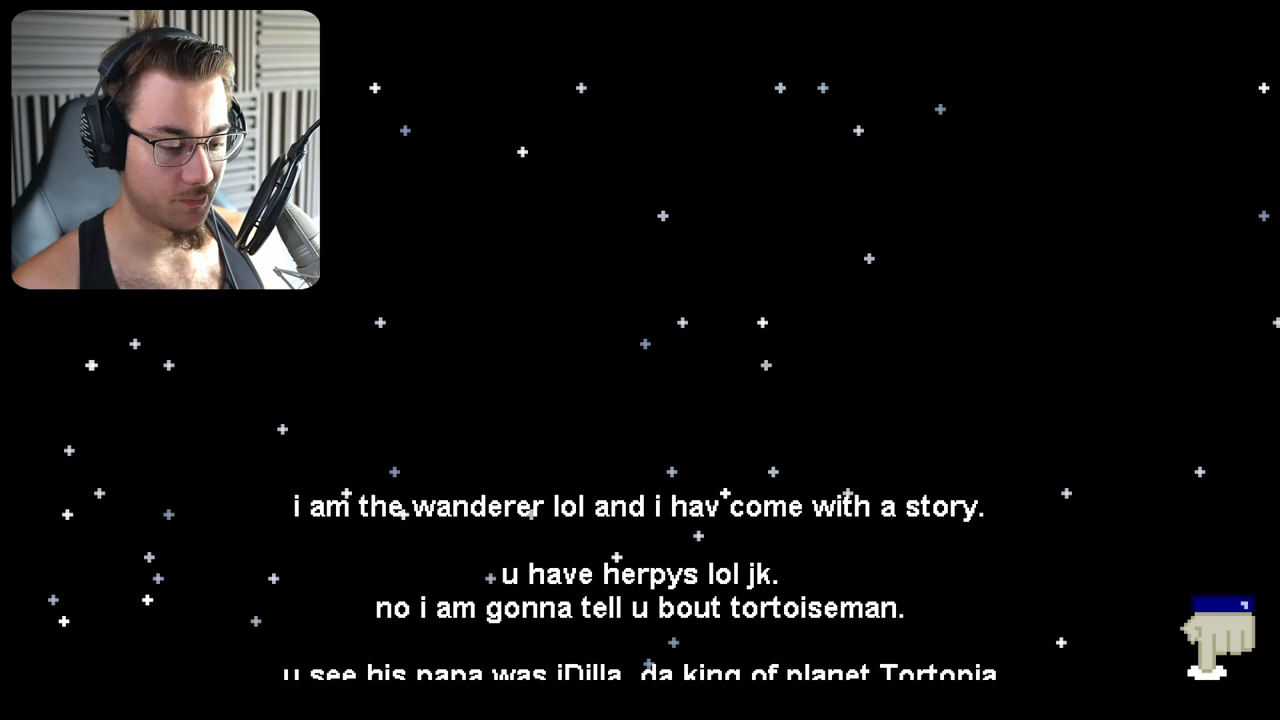 i am the wanderer lol and i hav come with a story.
u have herpys lol jk.
no i am gonna tell u bout tortoiseman.
u see his papa was jDilla, da king of planet Tortopia